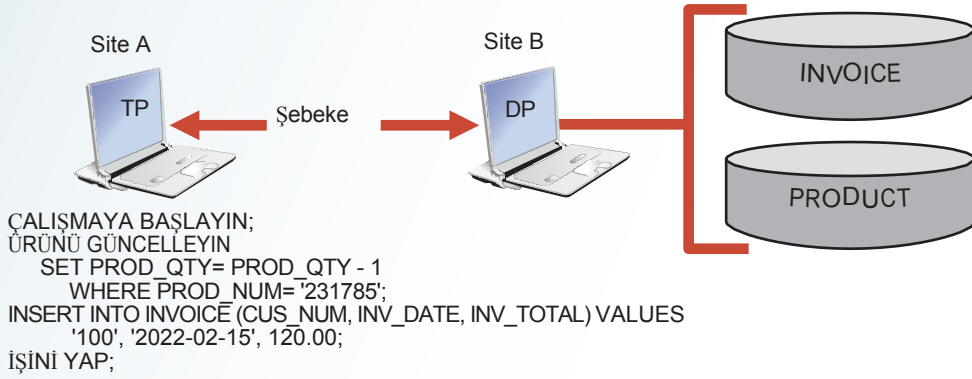 Site A
Site B
TP
Şebeke
DP
INVOICE
PRODUCT
ÇALIŞMAYA BAŞLAYIN;
ÜRÜNÜ GÜNCELLEYIN
SET PROD_QTY= PROD_QTY - 1
WHERE PROD_NUM= '231785';
INSERT INTO INVOICE (CUS_NUM, INV_DATE, INV_TOTAL) VALUES
'100', '2022-02-15', 120.00;
İŞİNİ YAP;